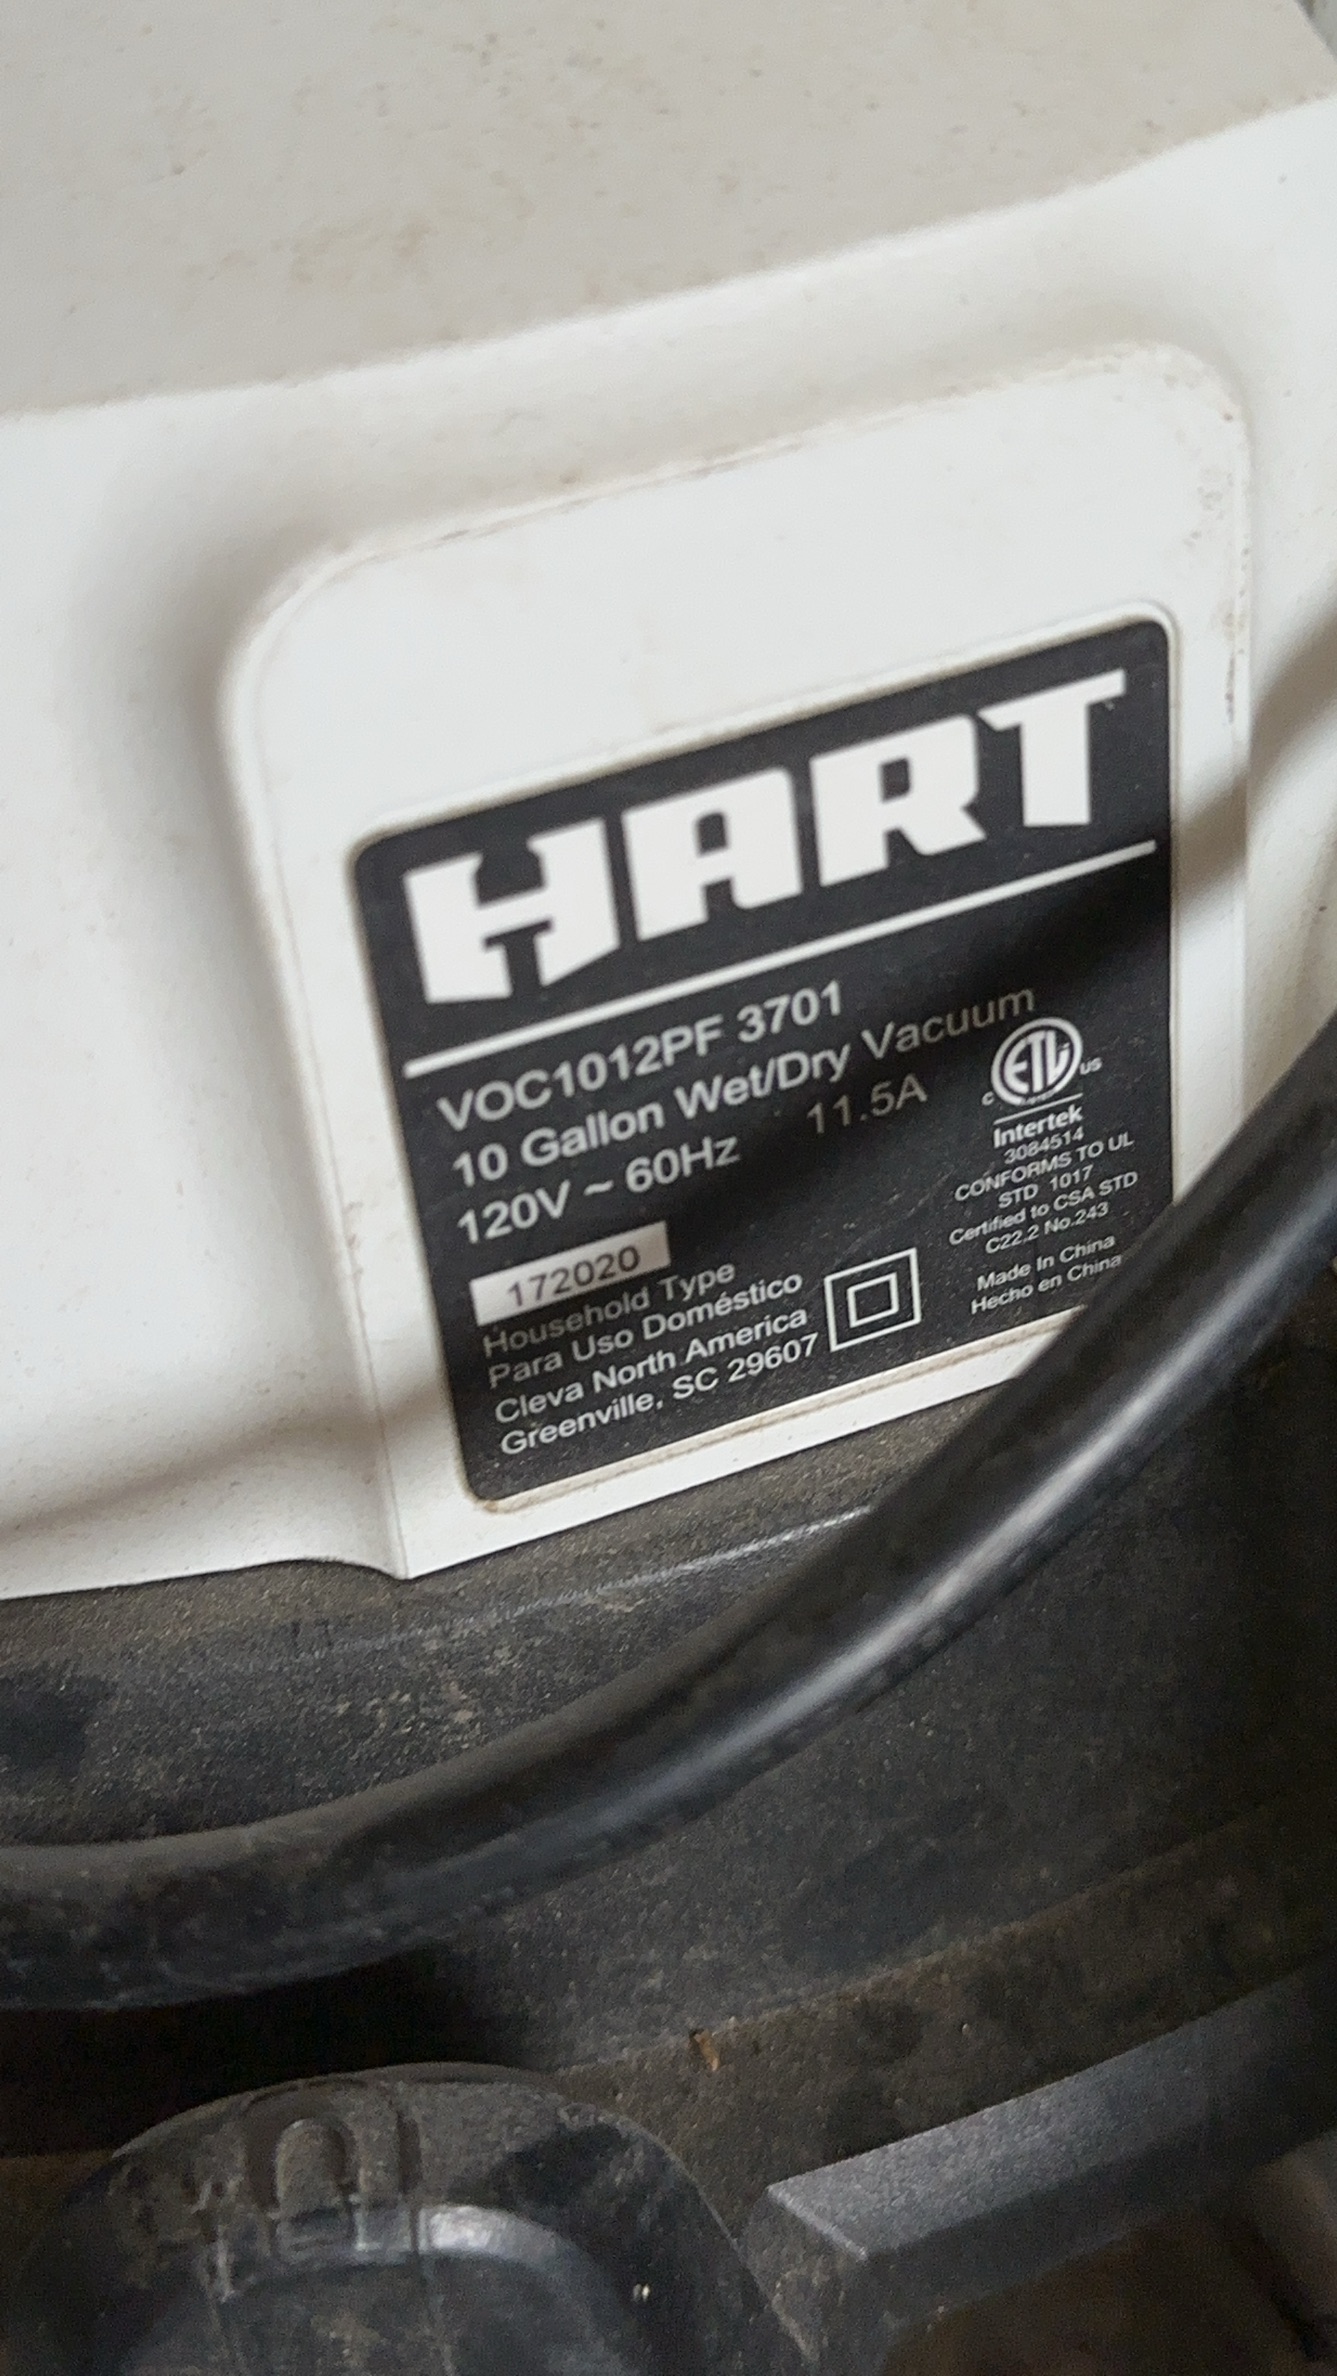 HART
VOC1012PF 3701
10 Gallon Wet/Dry Vacuum
120V ~ 60Hz 11.5A
172020
Household Type
Para Uso Doméstico
Cleva North America
Greenville, SC 29607
ETL
C US
Intertek
3084514
CONFORMS TO UL
STD 1017
Certified to CSA STD
C22.2 No.243
Made In China
Hecho en China